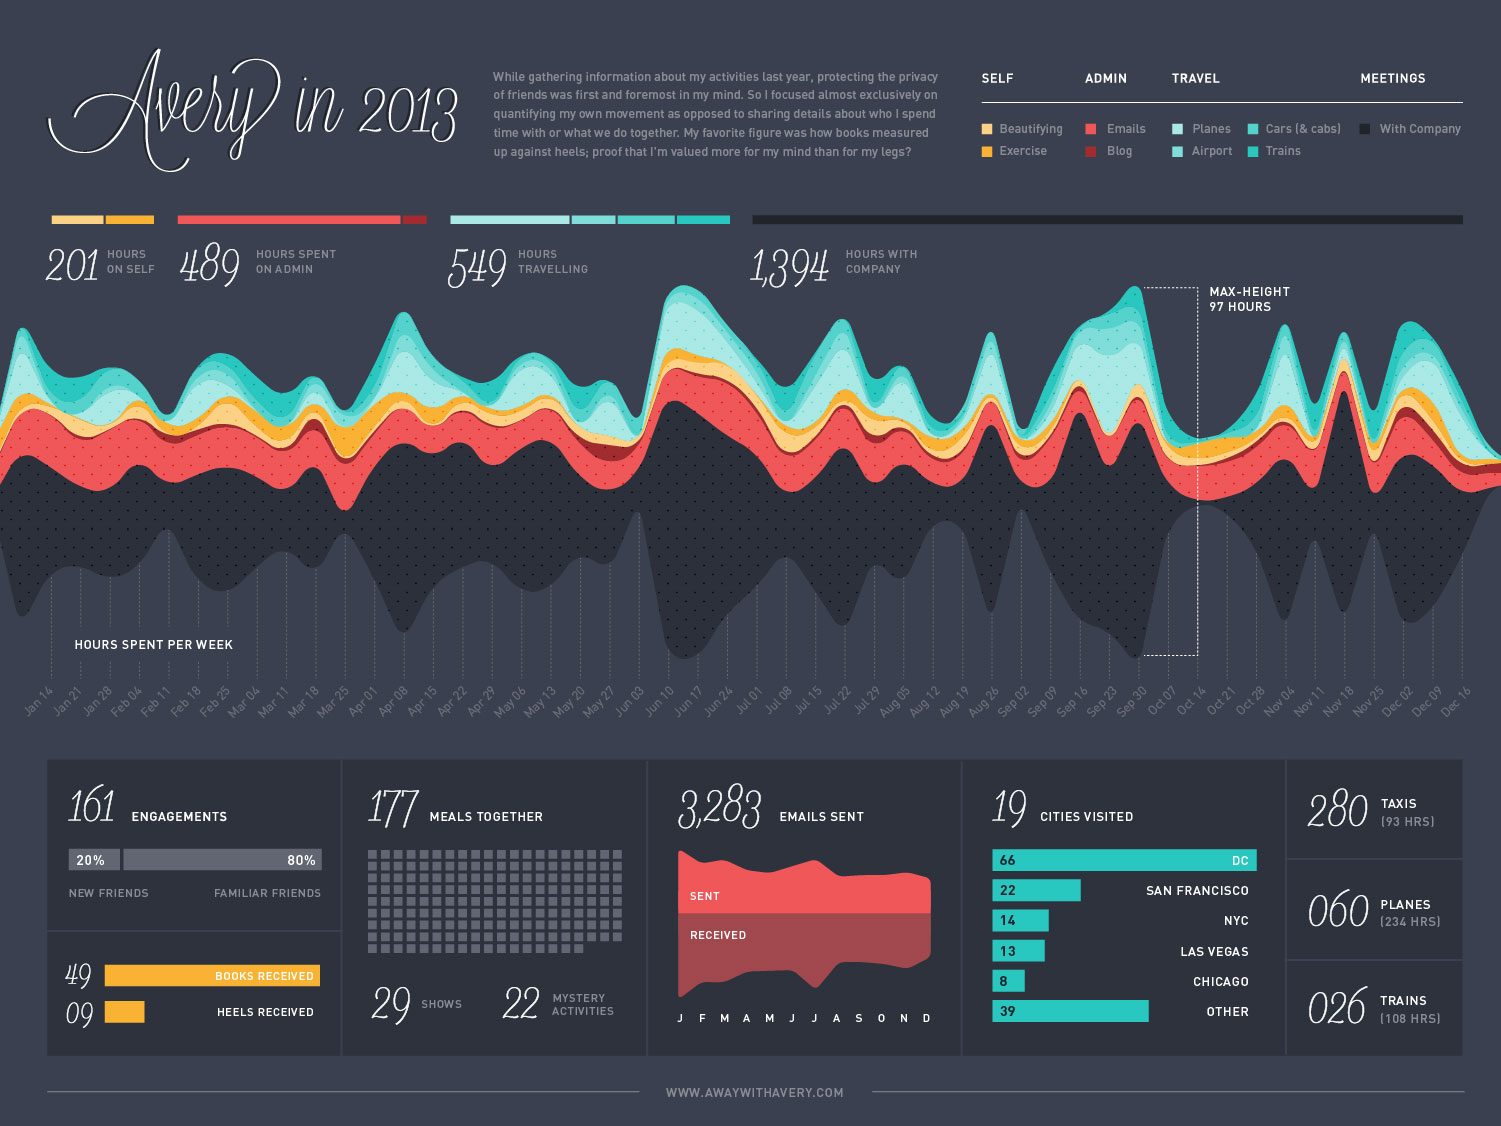 Avery in 2013
While gathering information about my activities last year, protecting the privacy
of friends was first and foremost in my mind. So I focused almost exclusively on
quantifying my own movement as opposed to sharing details about who I spend
time with or what we do together. My favorite figure was how books measured
up against heels; proof that I'm valued more for my mind than for my legs?
SELF ADMIN TRAVEL MEETINGS
Beautifying Emails Planes Cars (& cabs) With Company
Exercise Blog Airport Trains
201 HOURS ON SELF
489 HOURS SPENT ON ADMIN
549 HOURS TRAVELLING
1,394 HOURS WITH COMPANY
MAX-HEIGHT
97 HOURS
HOURS SPENT PER WEEK
Jan 14 Jan 21 Jan 28 Feb 04 Feb 11 Feb 18 Feb 25 Mar 04 Mar 11 Mar 18 Mar 25 Apr 01 Apr 08 Apr 15 Apr 22 Apr 29 May 06 May 13 May 20 May 27 Jun 03 Jun 10 Jun 17 Jun 24 Jul 01 Jul 08 Jul 15 Jul 22 Jul 29 Aug 05 Aug 12 Aug 19 Aug 26 Sep 02 Sep 09 Sep 16 Sep 23 Sep 30 Oct 07 Oct 14 Oct 21 Oct 28 Nov 04 Nov 11 Nov 18 Nov 25 Dec 02 Dec 09 Dec 16
161 ENGAGEMENTS
20% 80%
NEW FRIENDS FAMILIAR FRIENDS
49 BOOKS RECEIVED
09 HEELS RECEIVED
177 MEALS TOGETHER
29 SHOWS
22 MYSTERY ACTIVITIES
3,283 EMAILS SENT
SENT
RECEIVED
J F M A M J J A S O N D
19 CITIES VISITED
66 DC
22 SAN FRANCISCO
14 NYC
13 LAS VEGAS
8 CHICAGO
39 OTHER
280 TAXIS
(93 HRS)
060 PLANES
(234 HRS)
026 TRAINS
(108 HRS)
WWW.AWAYWITHAVERY.COM